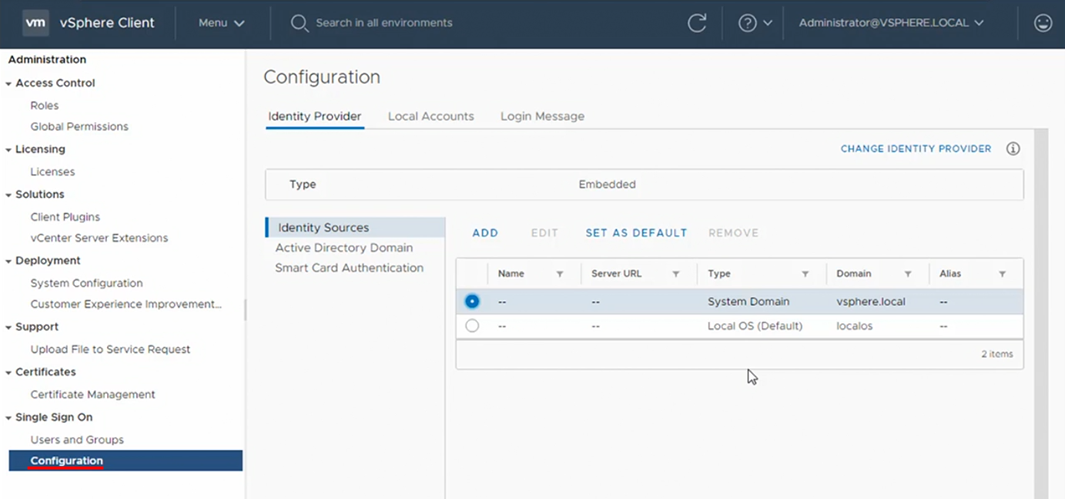 vm vSphere Client Menu Search in all environments Administrator@VSPHERE.LOCAL
Administration
Access Control
Roles
Global Permissions
Licensing
Licenses
Solutions
Client Plugins
vCenter Server Extensions
Deployment
System Configuration
Customer Experience Improvement...
Support
Upload File to Service Request
Certificates
Certificate Management
Single Sign On
Users and Groups
Configuration
Configuration
Identity Provider Local Accounts Login Message
CHANGE IDENTITY PROVIDER
Type Embedded
Identity Sources
Active Directory Domain
Smart Card Authentication
ADD EDIT SET AS DEFAULT REMOVE
Name Server URL Type Domain Alias
-- -- System Domain vsphere.local --
-- -- Local OS (Default) localos --
2 items